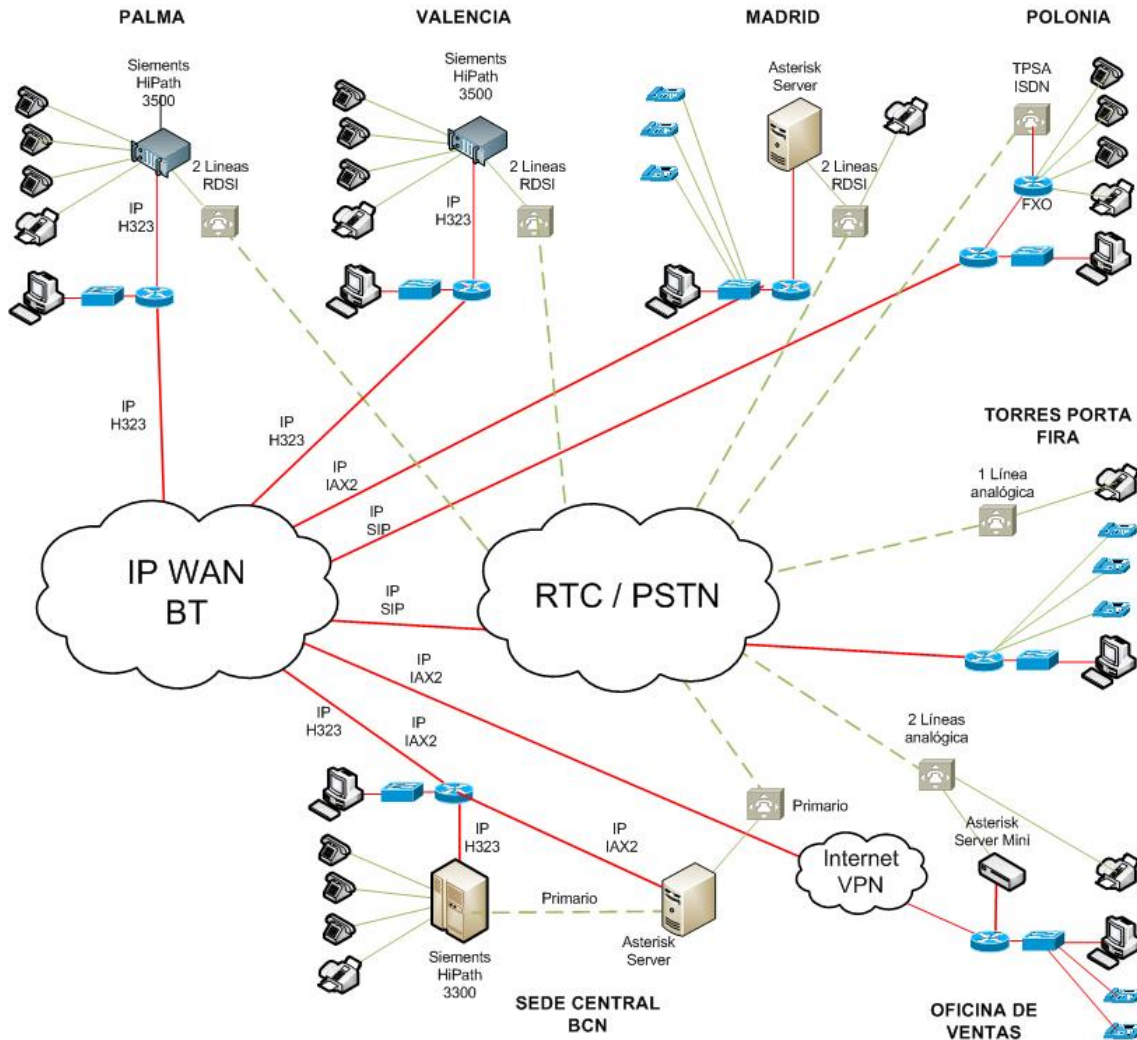 PALMA
VALENCIA
MADRID
POLONIA
Siements
HiPath
3500
Siements
HiPath
3500
Asterisk
Server
TPSA
ISDN
2 Lineas
RDSI
2 Lineas
RDSI
2 Lineas
RDSI
FXO
IP
H323
IP
H323
IP
H323
IP
H323
IP
IAX2
IP
SIP
TORRES PORTA
FIRA
1 Línea
analógica
IP WAN
BT
RTC / PSTN
IP
SIP
IP
IAX2
IP
H323
IP
IAX2
2 Líneas
analógica
Primario
IP
H323
IP
IAX2
Asterisk
Server Mini
Internet
VPN
Primario
Siements
HiPath
3300
Asterisk
Server
SEDE CENTRAL
BCN
OFICINA DE
VENTAS